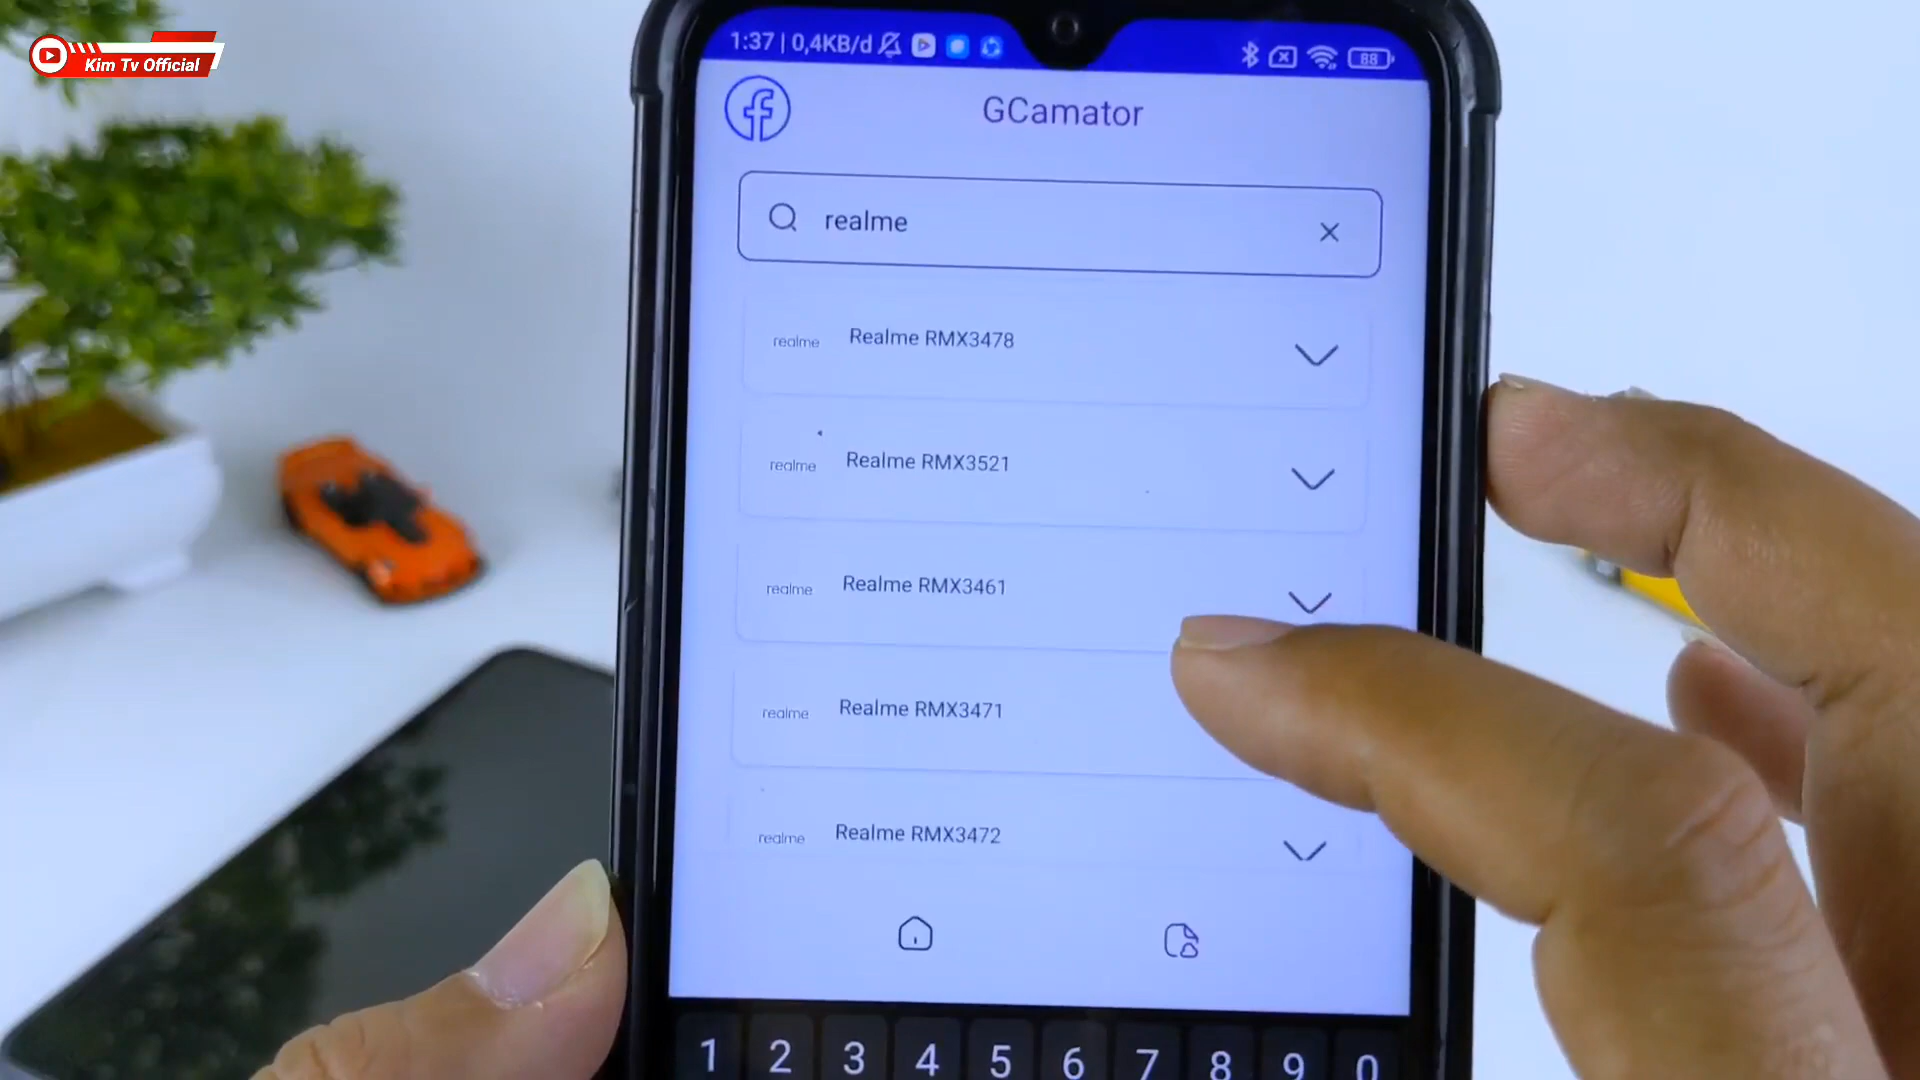 Kim Tv Official
1:37 | 0,4KB/d
88
GCamator
realme
realme Realme RMX3478
realme Realme RMX3521
realme Realme RMX3461
realme Realme RMX3471
realme Realme RMX3472
1 2 3 4 5 6 7 8 9 0